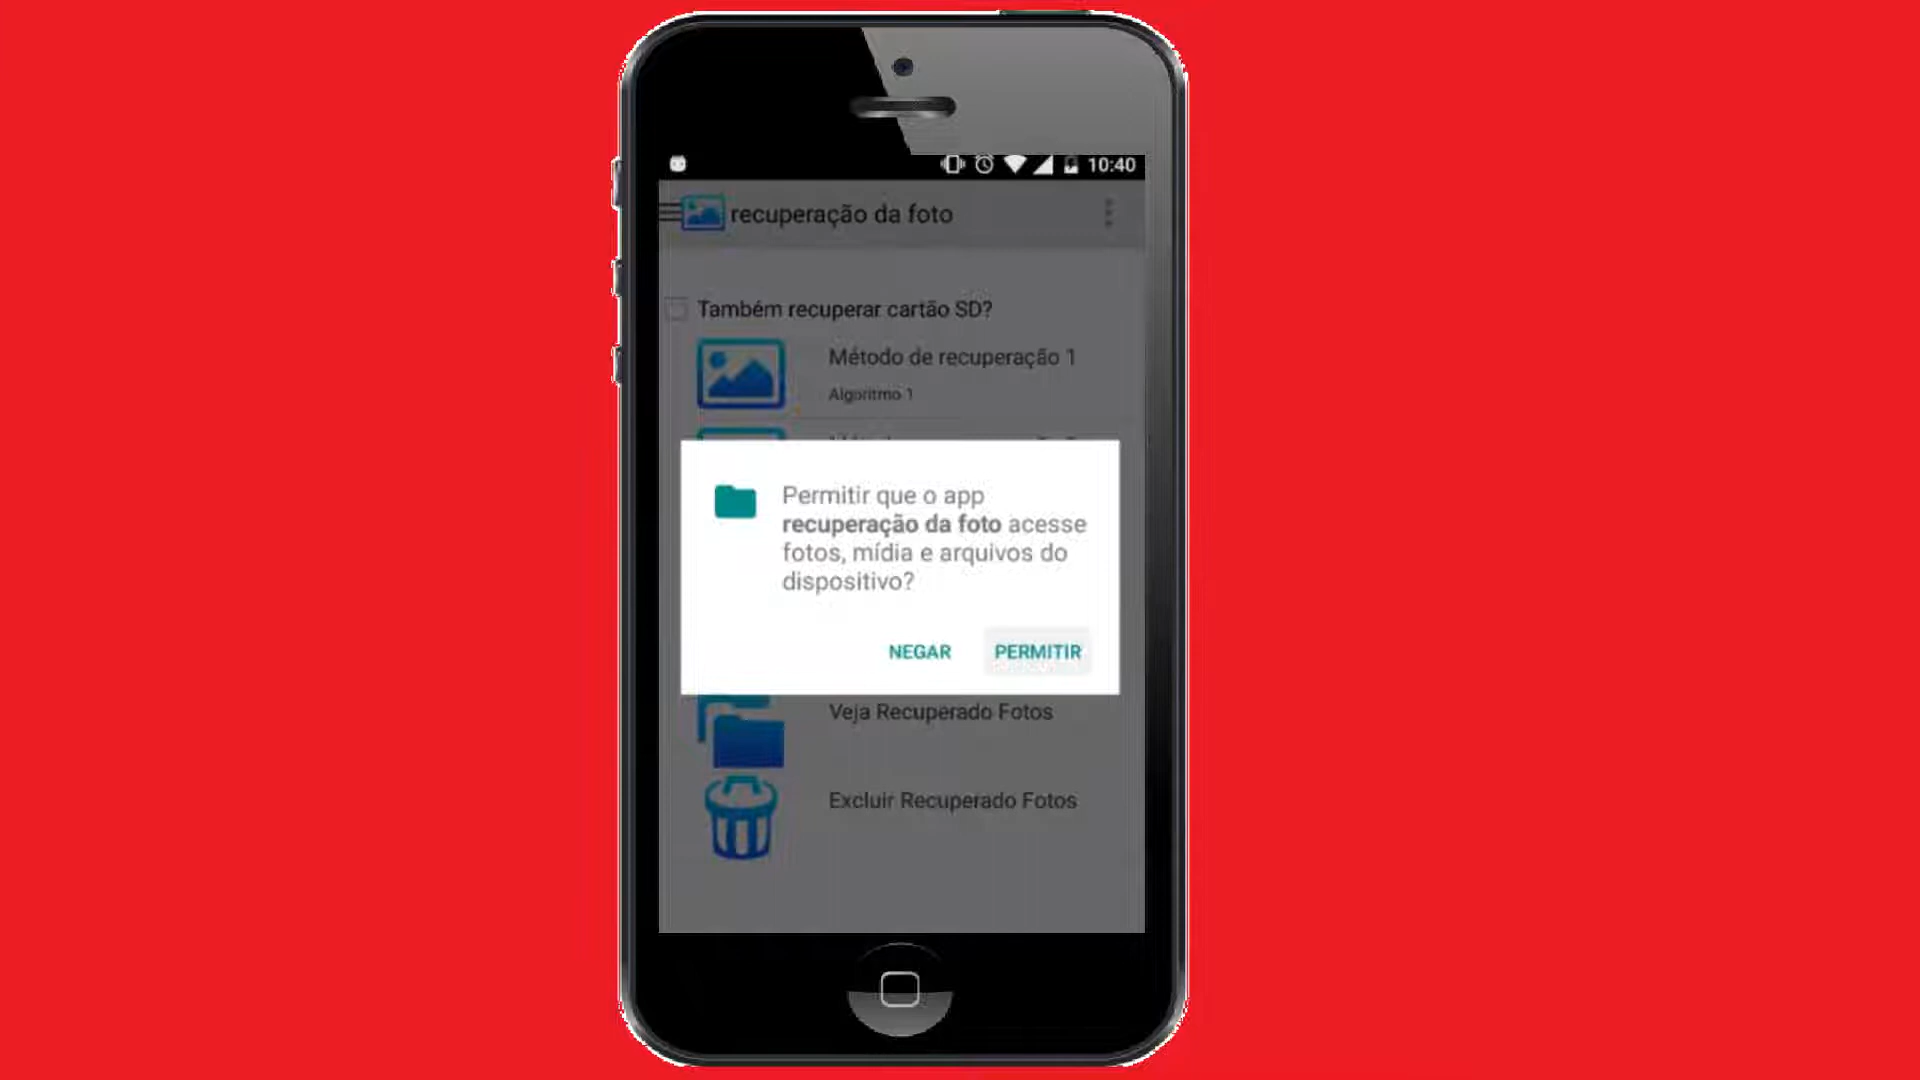 10:40
recuperação da foto
Também recuperar cartão SD?
Método de recuperação 1
Algoritmo 1
Permitir que o app
recuperação da foto acesse
fotos, mídia e arquivos do
dispositivo?
NEGAR PERMITIR
Veja Recuperado Fotos
Excluir Recuperado Fotos